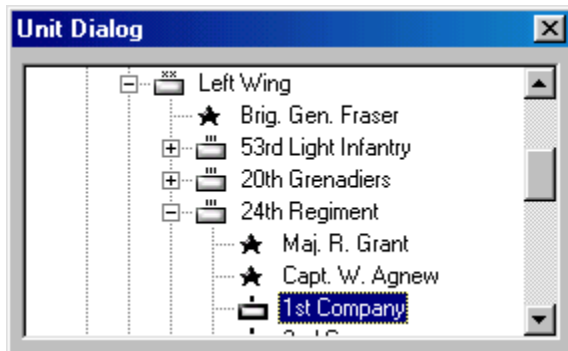 Unit Dialog
Left Wing
Brig. Gen. Fraser
53rd Light Infantry
20th Grenadiers
24th Regiment
Maj. R. Grant
Capt. W. Agnew
1st Company